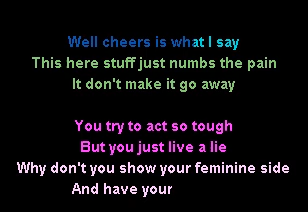 Well cheers is what I say
This here stuff just numbs the pain
It don't make it go away
You try to act so tough
But you just live a lie
Why don't you show your feminine side
And have your